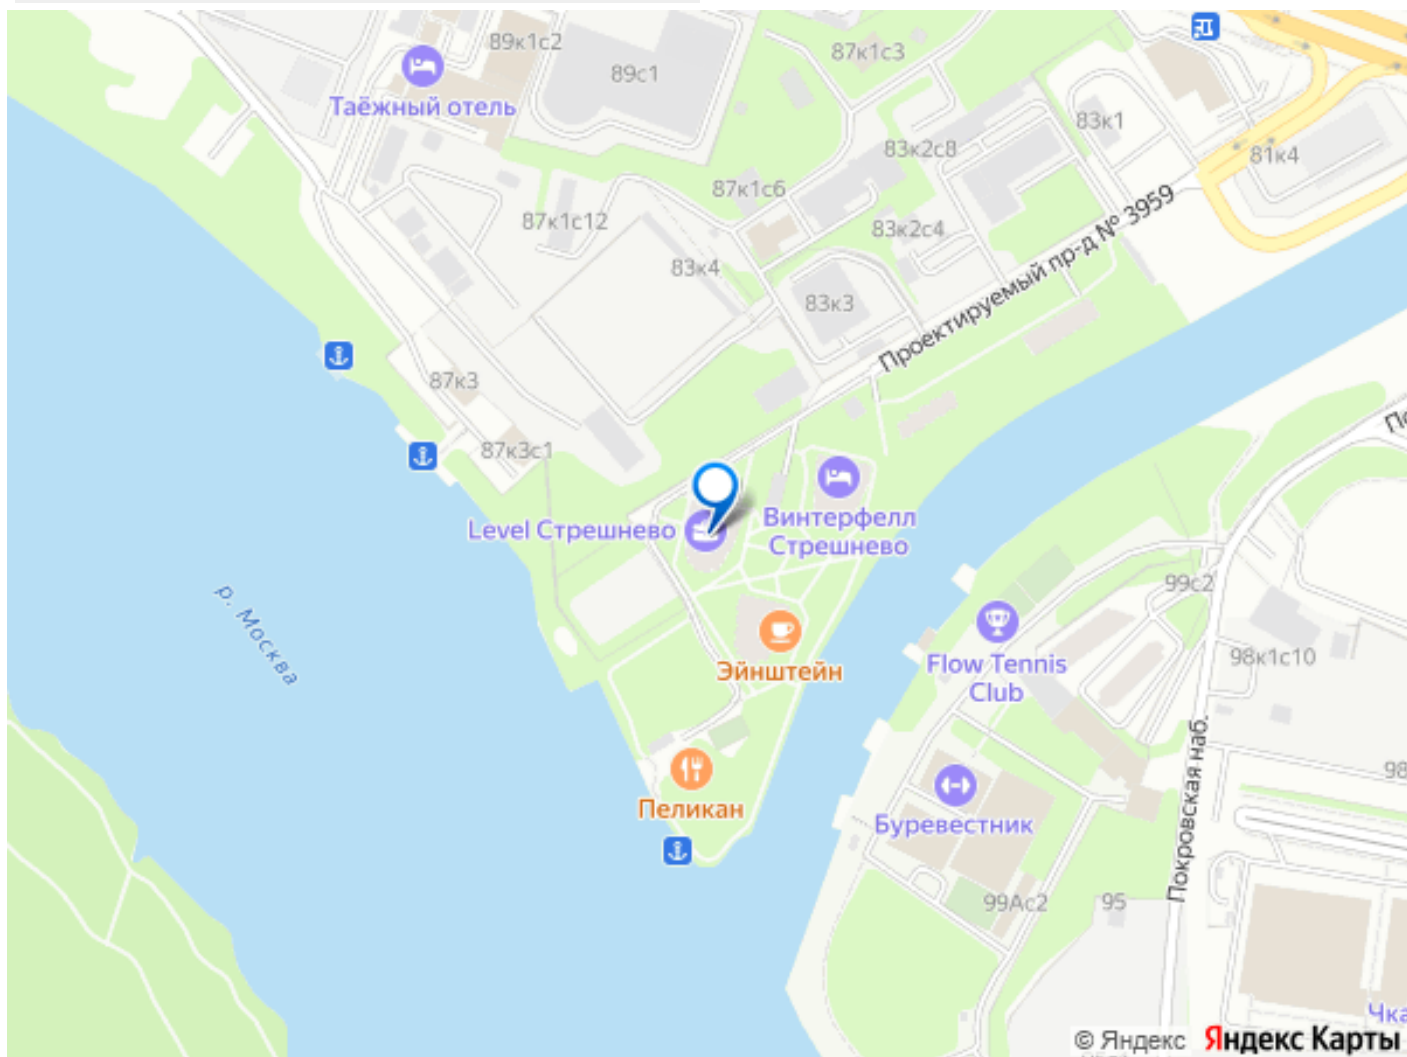 89к1с2
87к1с3
89с1
Таёжный отель
83к1
83к2с8
81к4
87к1с6
87к1с12
83к2с4
Проектируемый пр-д № 3959
83к4
83к3
87к3
87к3с1
Level Стрешнево
Винтерфелл
Стрешнево
99с2
р. Москва
Эйнштейн
Flow Tennis
Club
98к1с10
Покровская наб.
Пеликан
Буревестник
98
99Ас2
95
Чка
© Яндекс Яндекс Карты